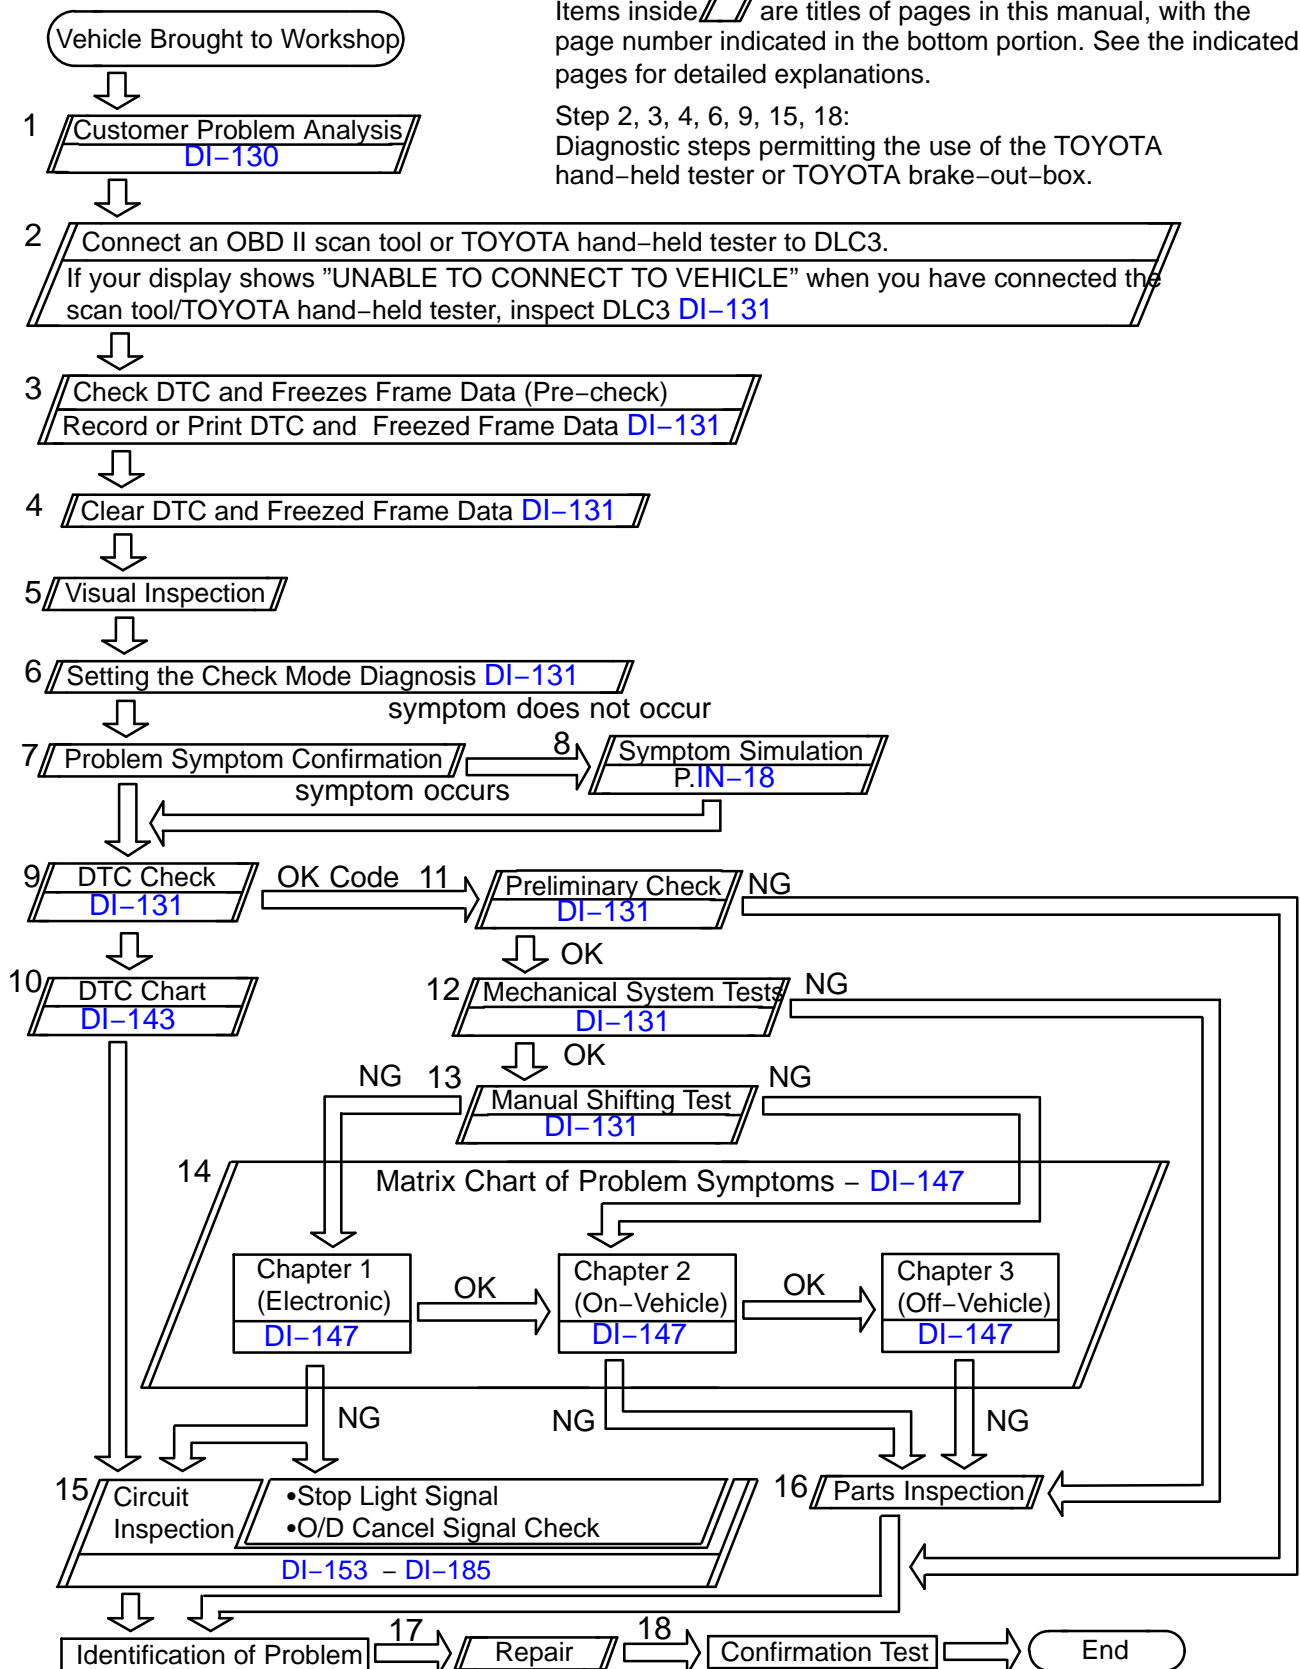 Items inside are titles of pages in this manual, with the
page number indicated in the bottom portion. See the indicated
pages for detailed explanations.
Step 2, 3, 4, 6, 9, 15, 18:
Diagnostic steps permitting the use of the TOYOTA
hand–held tester or TOYOTA brake–out–box.
Vehicle Brought to Workshop
1
Customer Problem Analysis
DI–130
2
Connect an OBD II scan tool or TOYOTA hand–held tester to DLC3.
If your display shows ”UNABLE TO CONNECT TO VEHICLE” when you have connected the
scan tool/TOYOTA hand–held tester, inspect DLC3 DI–131
3
Check DTC and Freezes Frame Data (Pre–check)
Record or Print DTC and Freezed Frame Data DI–131
4
Clear DTC and Freezed Frame Data DI–131
5
Visual Inspection
6
Setting the Check Mode Diagnosis DI–131
symptom does not occur
7
Problem Symptom Confirmation
8
Symptom Simulation
P.IN–18
symptom occurs
9
DTC Check
DI–131
OK Code
11
Preliminary Check
DI–131
NG
OK
10
DTC Chart
DI–143
12
Mechanical System Tests
DI–131
NG
OK
NG
13
Manual Shifting Test
DI–131
NG
14
Matrix Chart of Problem Symptoms – DI–147
Chapter 1
(Electronic)
DI–147
OK
Chapter 2
(On–Vehicle)
DI–147
OK
Chapter 3
(Off–Vehicle)
DI–147
NG
NG
NG
15
Circuit
Inspection
•Stop Light Signal
•O/D Cancel Signal Check
DI–153 – DI–185
16
Parts Inspection
Identification of Problem
17
Repair
18
Confirmation Test
End